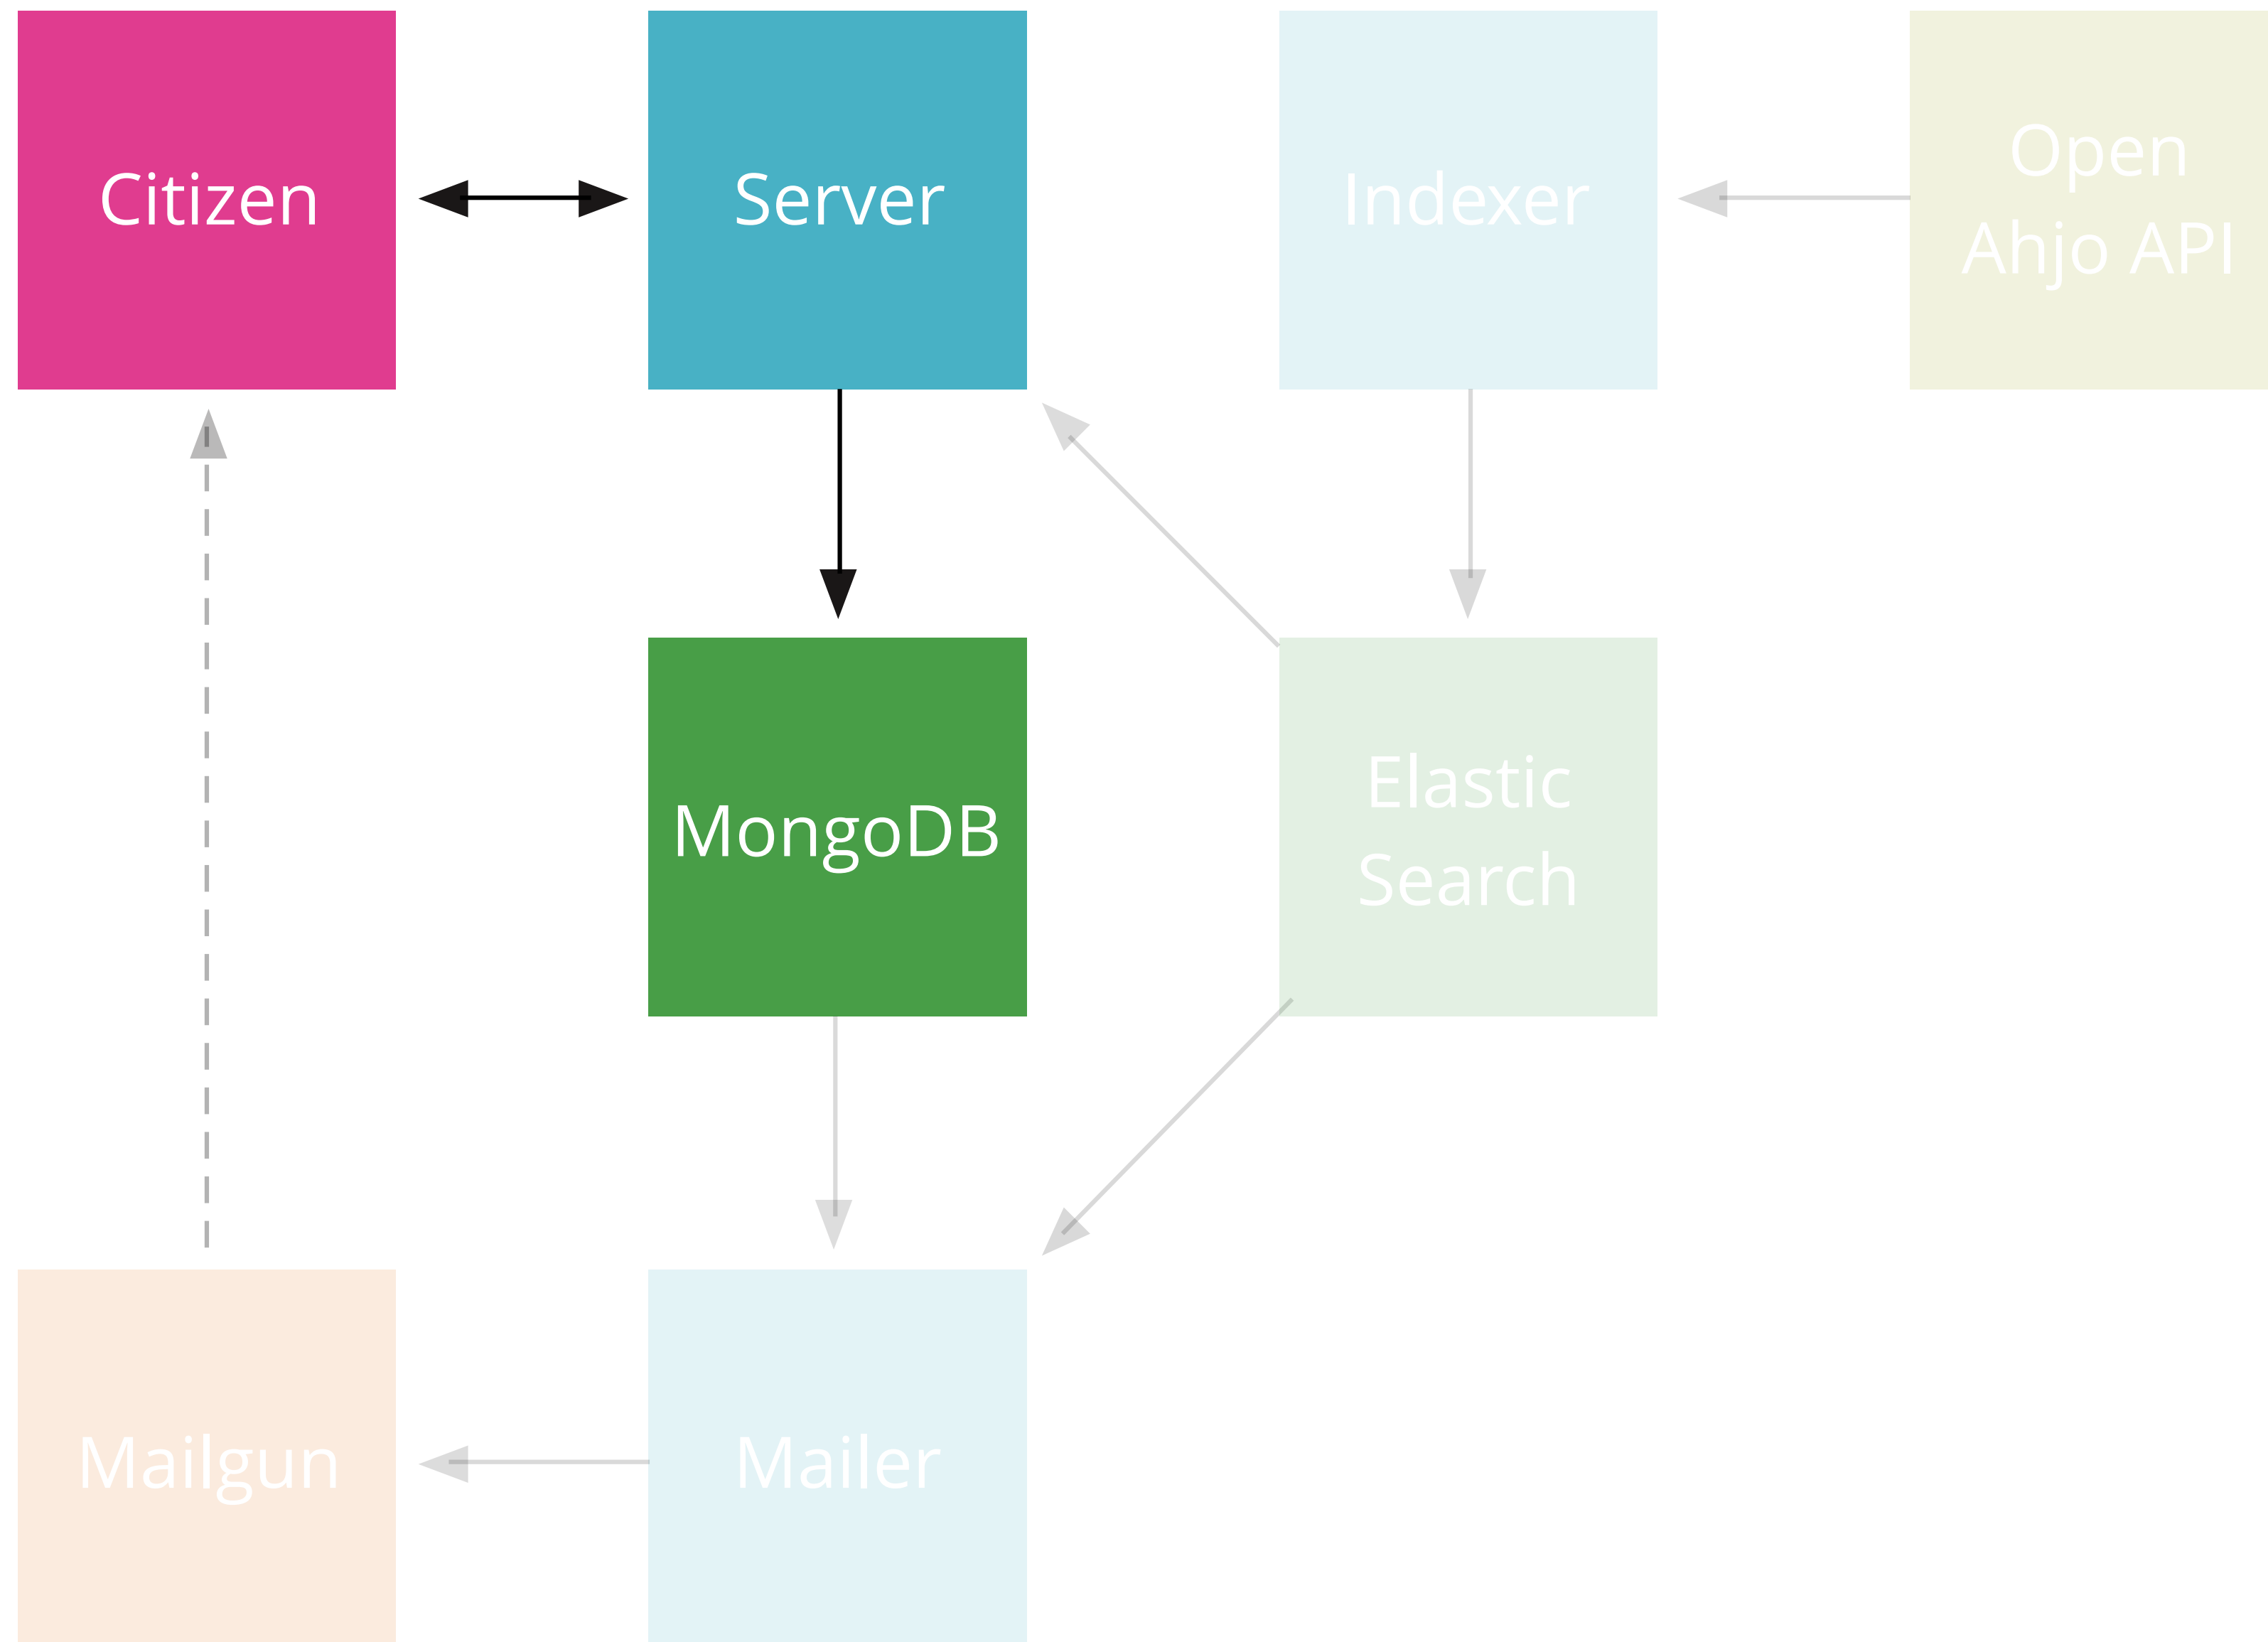 Citizen
Server
Indexer
Open
Ahjo API
MongoDB
Elastic
Search
Mailgun
Mailer